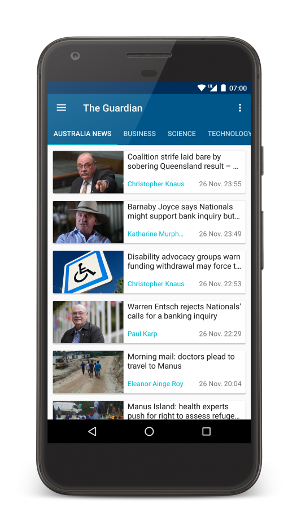 07:00
The Guardian
AUSTRALIA NEWS BUSINESS SCIENCE TECHNOLOGY
Coalition strife laid bare by
sobering Queensland result – ...
Christopher Knaus 26 Nov. 23:55
Barnaby Joyce says Nationals
might support bank inquiry but...
Katharine Murph... 26 Nov. 23:49
Disability advocacy groups warn
funding withdrawal may force t...
Christopher Knaus 26 Nov. 22:53
Warren Entsch rejects Nationals'
calls for a banking inquiry
Paul Karp 26 Nov. 22:29
Morning mail: doctors plead to
travel to Manus
Eleanor Ainge Roy 26 Nov. 20:04
Manus Island: health experts
push for right to assess refuge...